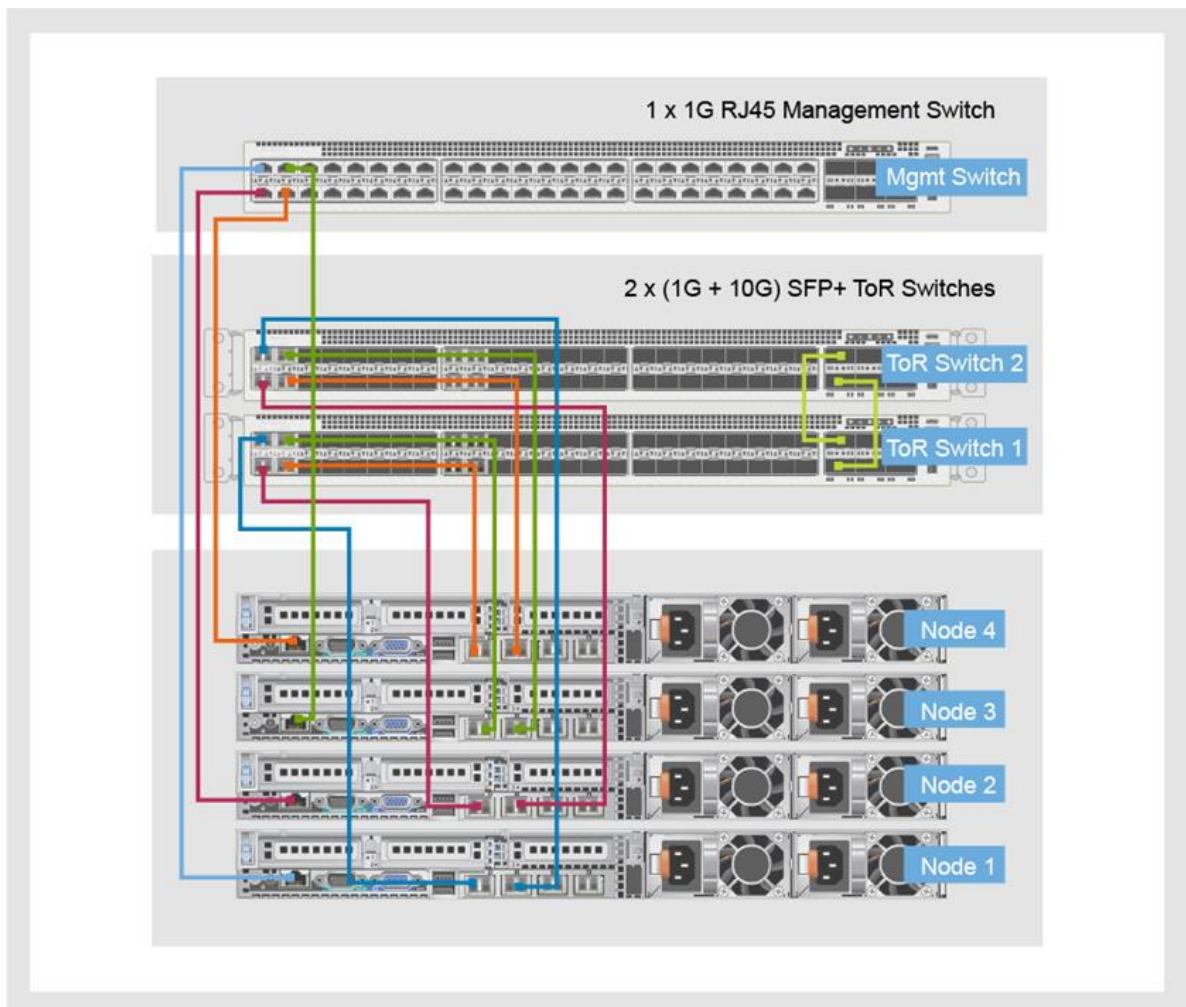 1 x 1G RJ45 Management Switch
Mgmt Switch
2 x (1G + 10G) SFP+ ToR Switches
ToR Switch 2
ToR Switch 1
Node 4
Node 3
Node 2
Node 1